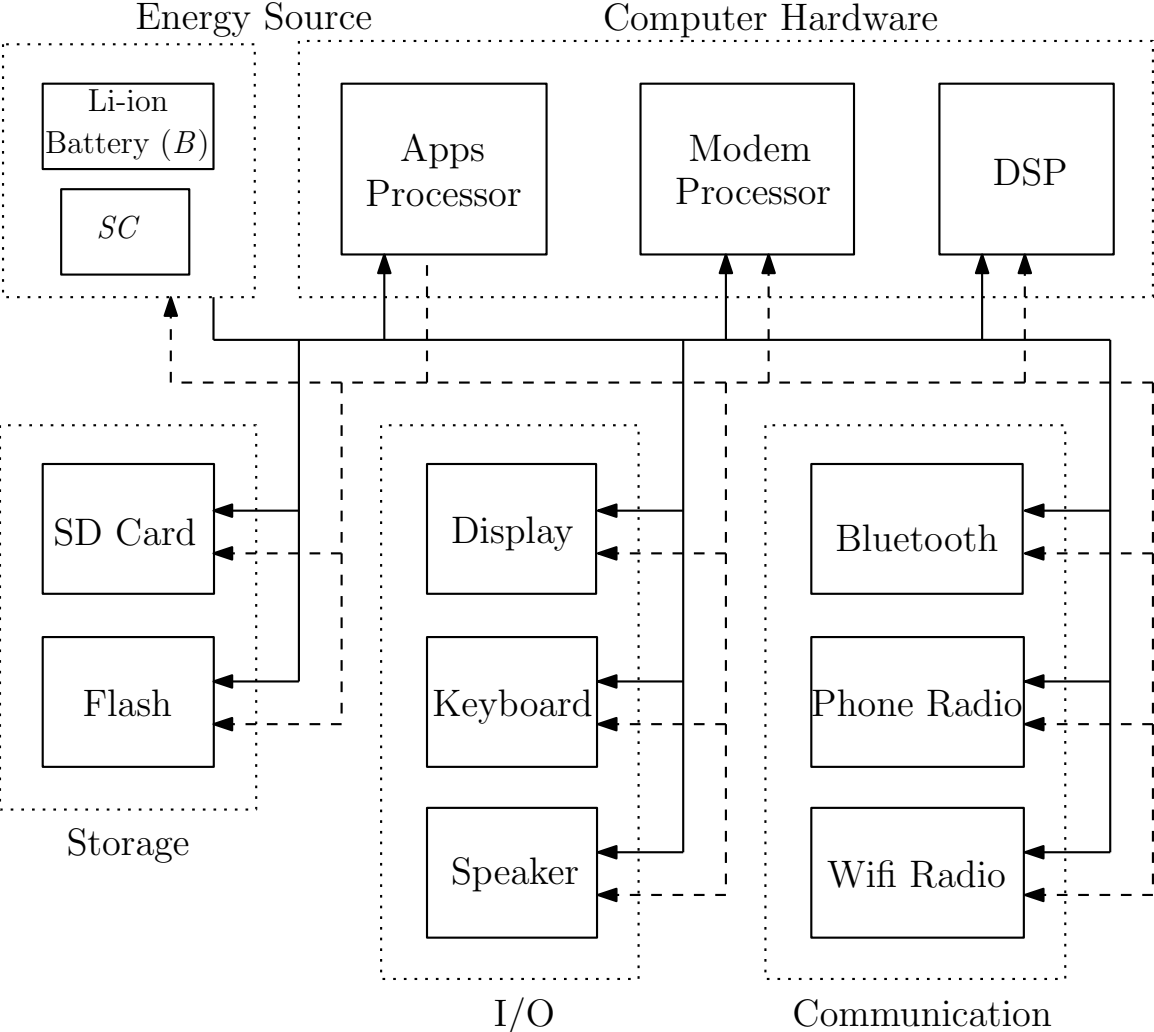 Energy Source
Computer Hardware
Li-ion
Battery (B)
SC
Apps
Processor
Modem
Processor
DSP
SD Card
Flash
Storage
Display
Keyboard
Speaker
I/O
Bluetooth
Phone Radio
Wifi Radio
Communication